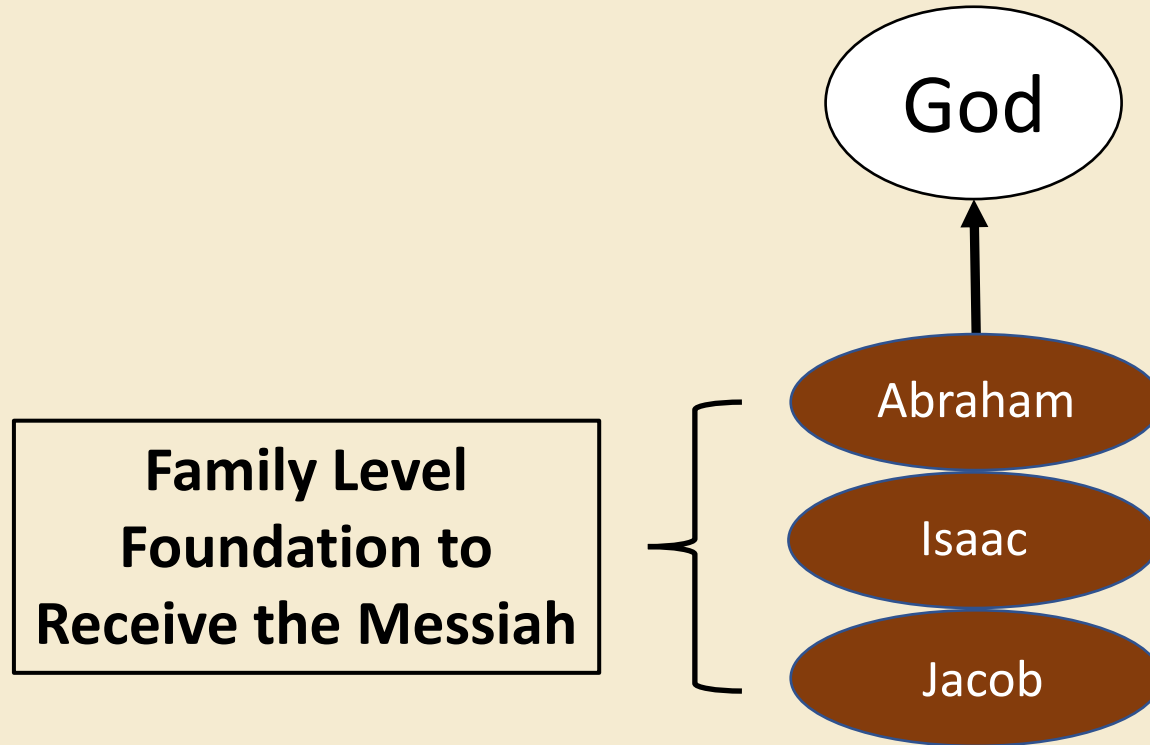 God
Abraham
Family Level
Foundation to
Receive the Messiah
Isaac
Jacob